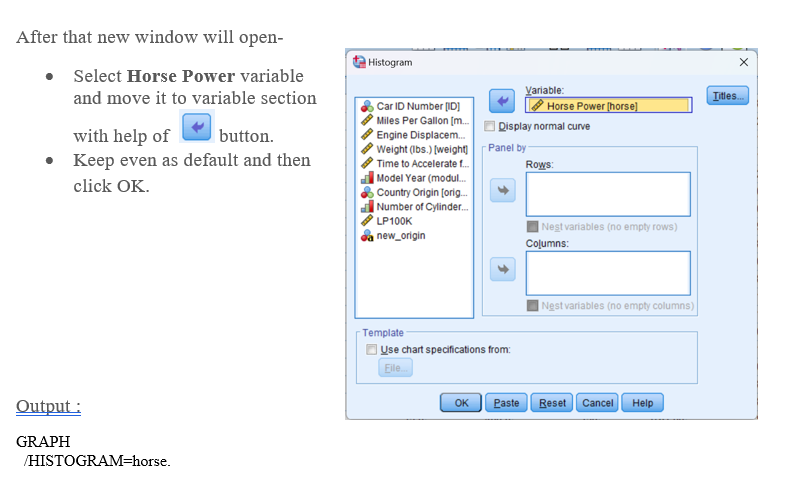 After that new window will open-
• Select Horse Power variable
and move it to variable section
with help of button.
• Keep even as default and then
click OK.
Histogram
Car ID Number [ID]
Miles Per Gallon [m...
Engine Displacem...
Weight (lbs.) [weight]
Time to Accelerate f...
Model Year (modul...
Country Origin [orig...
Number of Cylinder...
LP100K
new_origin
Variable:
Horse Power [horse]
Titles...
Display normal curve
Panel by
Rows:
Nest variables (no empty rows)
Columns:
Nest variables (no empty columns)
Template
Use chart specifications from:
File...
OK Paste Reset Cancel Help
Output :
GRAPH
/HISTOGRAM=horse.